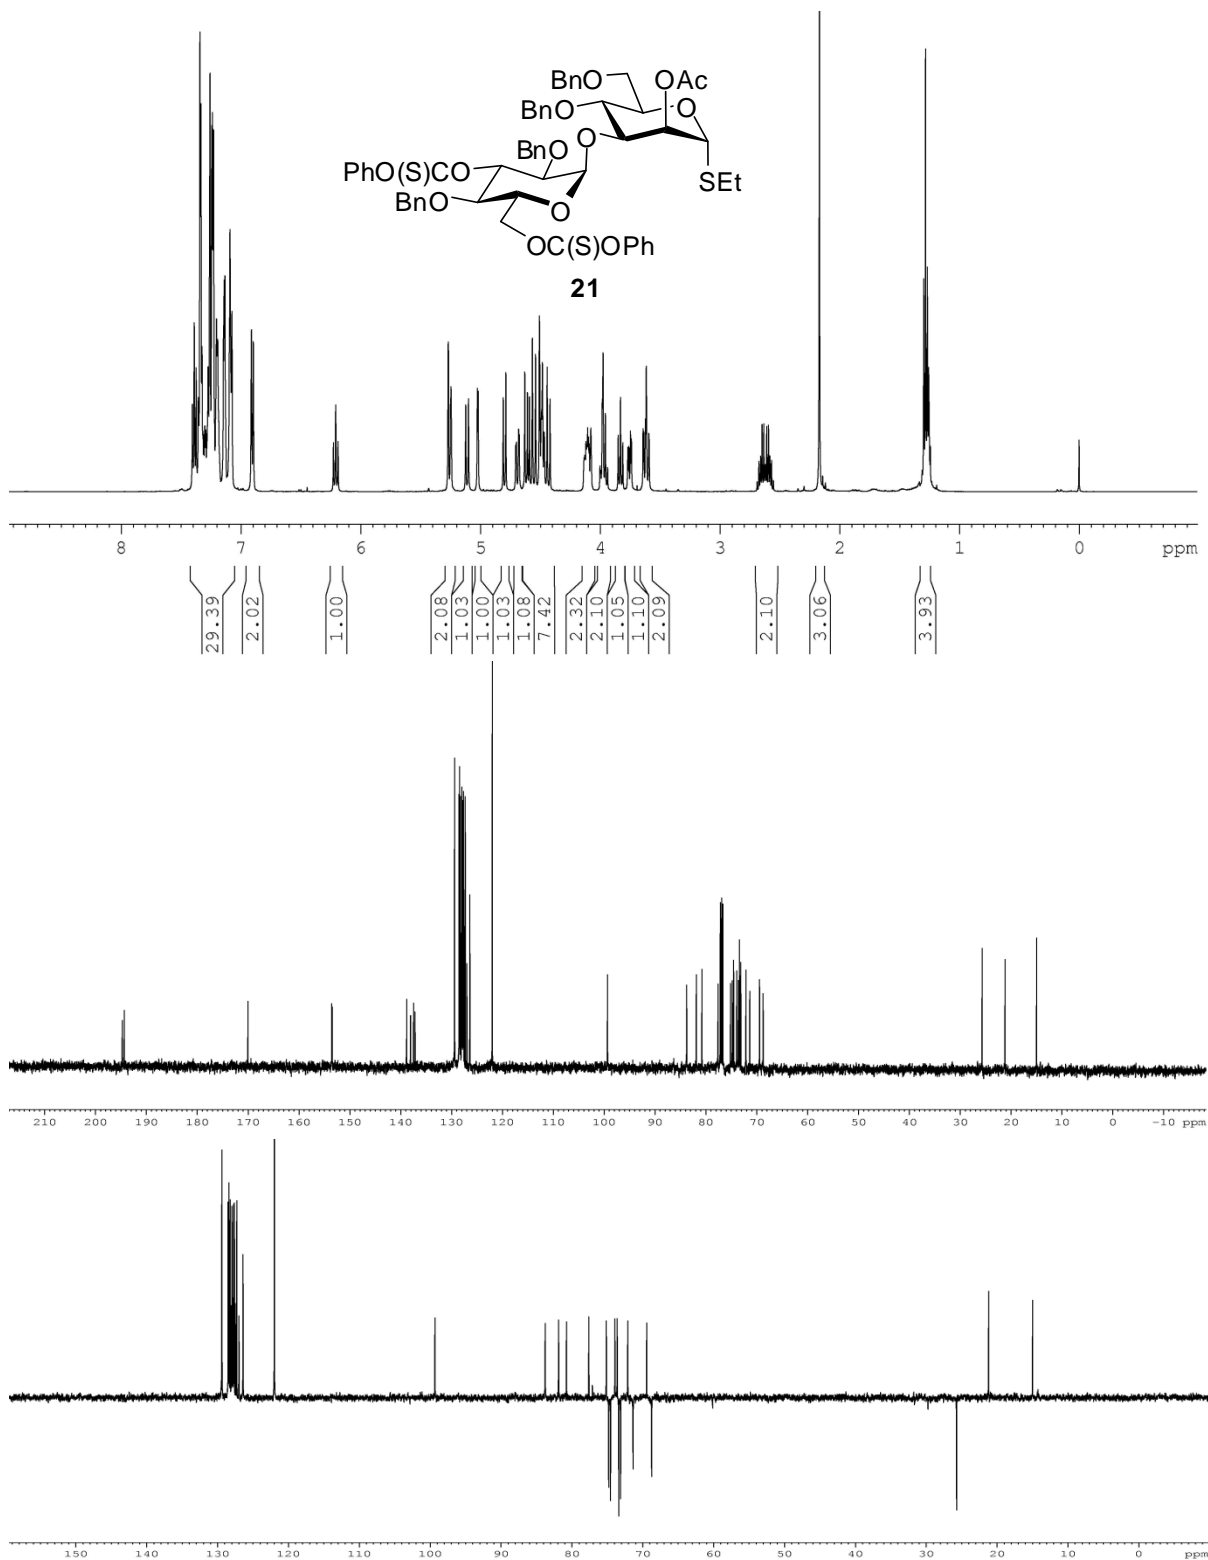 BnO OAc
BnO O
O
BnO
PhO(S)CO SEt
BnO O
OC(S)OPh
21
8 7 6 5 4 3 2 1 0 ppm
29.39 2.02 1.00 2.08 1.03 1.00 1.03 1.08 7.42 2.32 2.10 1.05 1.10 2.09 2.10 3.06 3.93
210 200 190 180 170 160 150 140 130 120 110 100 90 80 70 60 50 40 30 20 10 0 -10 ppm
150 140 130 120 110 100 90 80 70 60 50 40 30 20 10 0 ppm